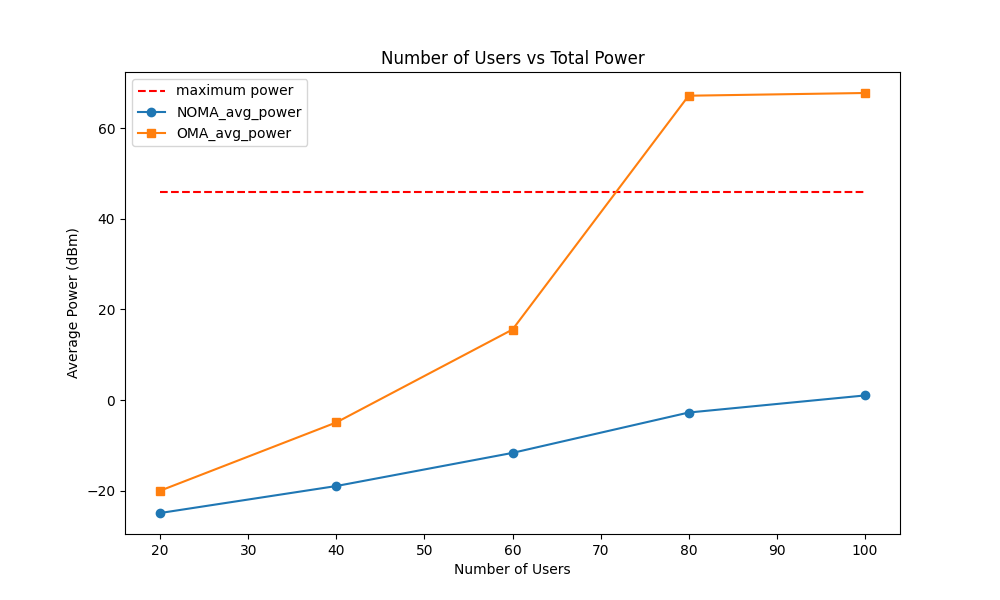 Number of Users vs Total Power
maximum power
NOMA_avg_power
OMA_avg_power
Average Power (dBm)
60
40
20
0
−20
20 30 40 50 60 70 80 90 100
Number of Users